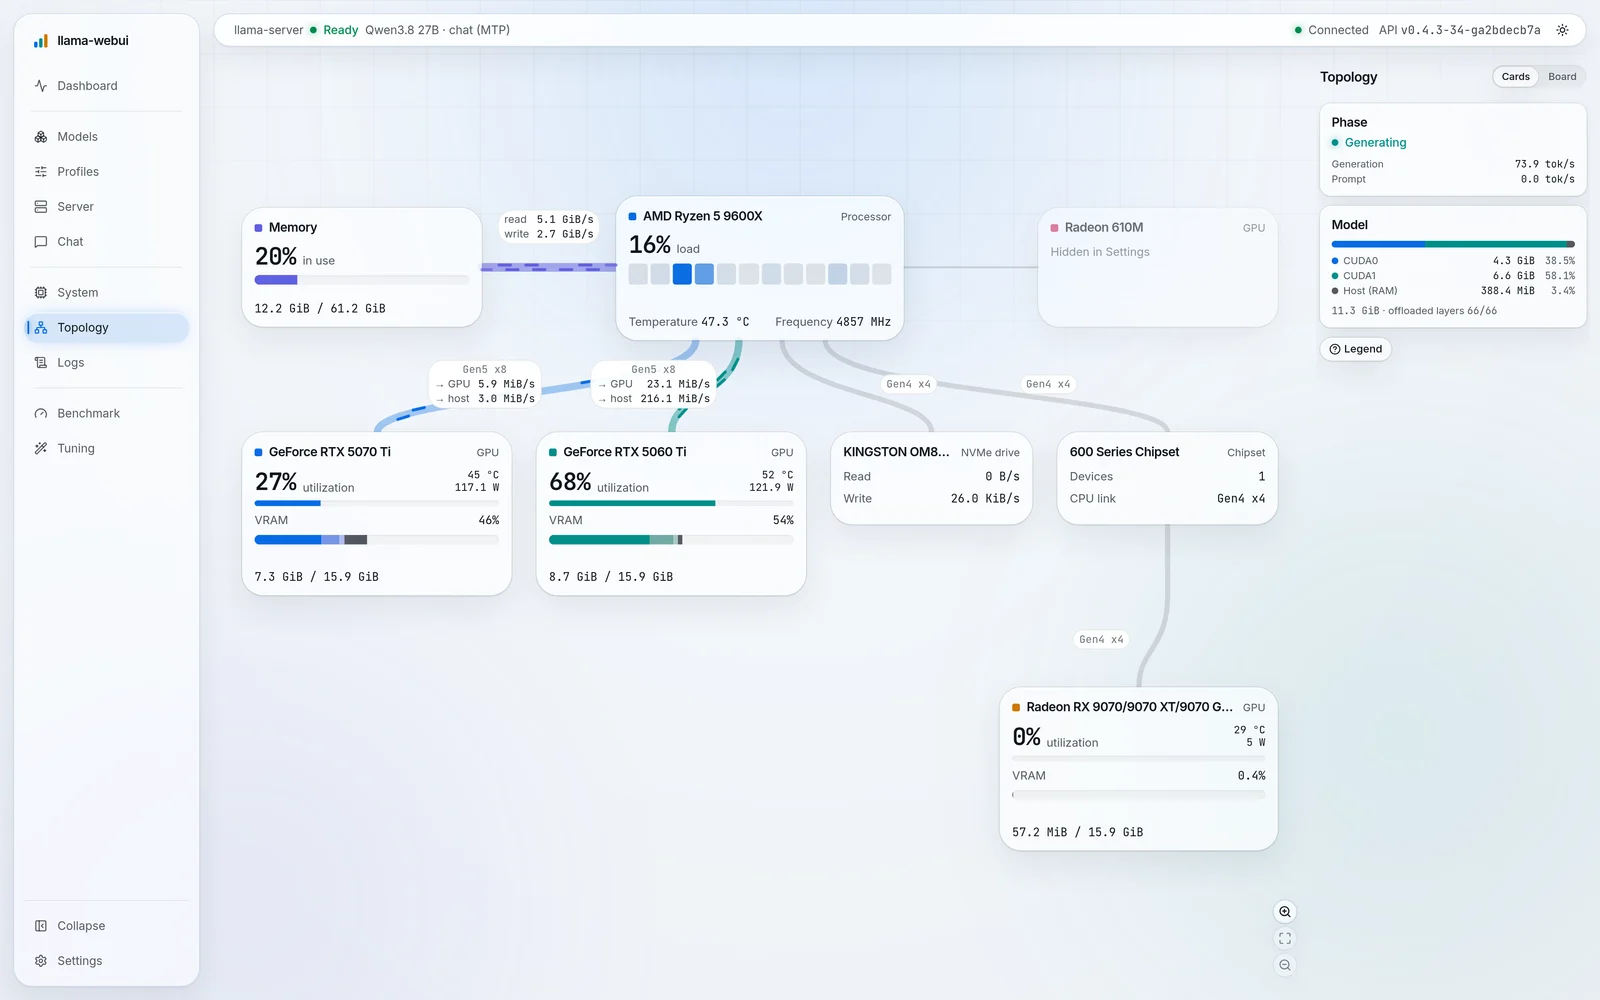 llama-webui
Dashboard
Models
Profiles
Server
Chat
System
Topology
Logs
Benchmark
Tuning
Collapse
Settings
llama-server Ready Qwen3.8 27B · chat (MTP)
Connected API v0.4.3-34-ga2bdecb7a
Memory
20% in use
12.2 GiB / 61.2 GiB
read 5.1 GiB/s
write 2.7 GiB/s
AMD Ryzen 5 9600X Processor
16% load
Temperature 47.3 °C Frequency 4857 MHz
Radeon 610M GPU
Hidden in Settings
Gen5 x8
→ GPU 5.9 MiB/s
→ host 3.0 MiB/s
Gen5 x8
→ GPU 23.1 MiB/s
→ host 216.1 MiB/s
Gen4 x4
Gen4 x4
GeForce RTX 5070 Ti GPU
27% utilization
45 °C
117.1 W
VRAM 46%
7.3 GiB / 15.9 GiB
GeForce RTX 5060 Ti GPU
68% utilization
52 °C
121.9 W
VRAM 54%
8.7 GiB / 15.9 GiB
KINGSTON OM8... NVMe drive
Read 0 B/s
Write 26.0 KiB/s
600 Series Chipset Chipset
Devices 1
CPU link Gen4 x4
Gen4 x4
Radeon RX 9070/9070 XT/9070 G... GPU
0% utilization
29 °C
5 W
VRAM 0.4%
57.2 MiB / 15.9 GiB
Topology
Cards Board
Phase
Generating
Generation 73.9 tok/s
Prompt 0.0 tok/s
Model
CUDA0 4.3 GiB 38.5%
CUDA1 6.6 GiB 58.1%
Host (RAM) 388.4 MiB 3.4%
11.3 GiB · offloaded layers 66/66
Legend